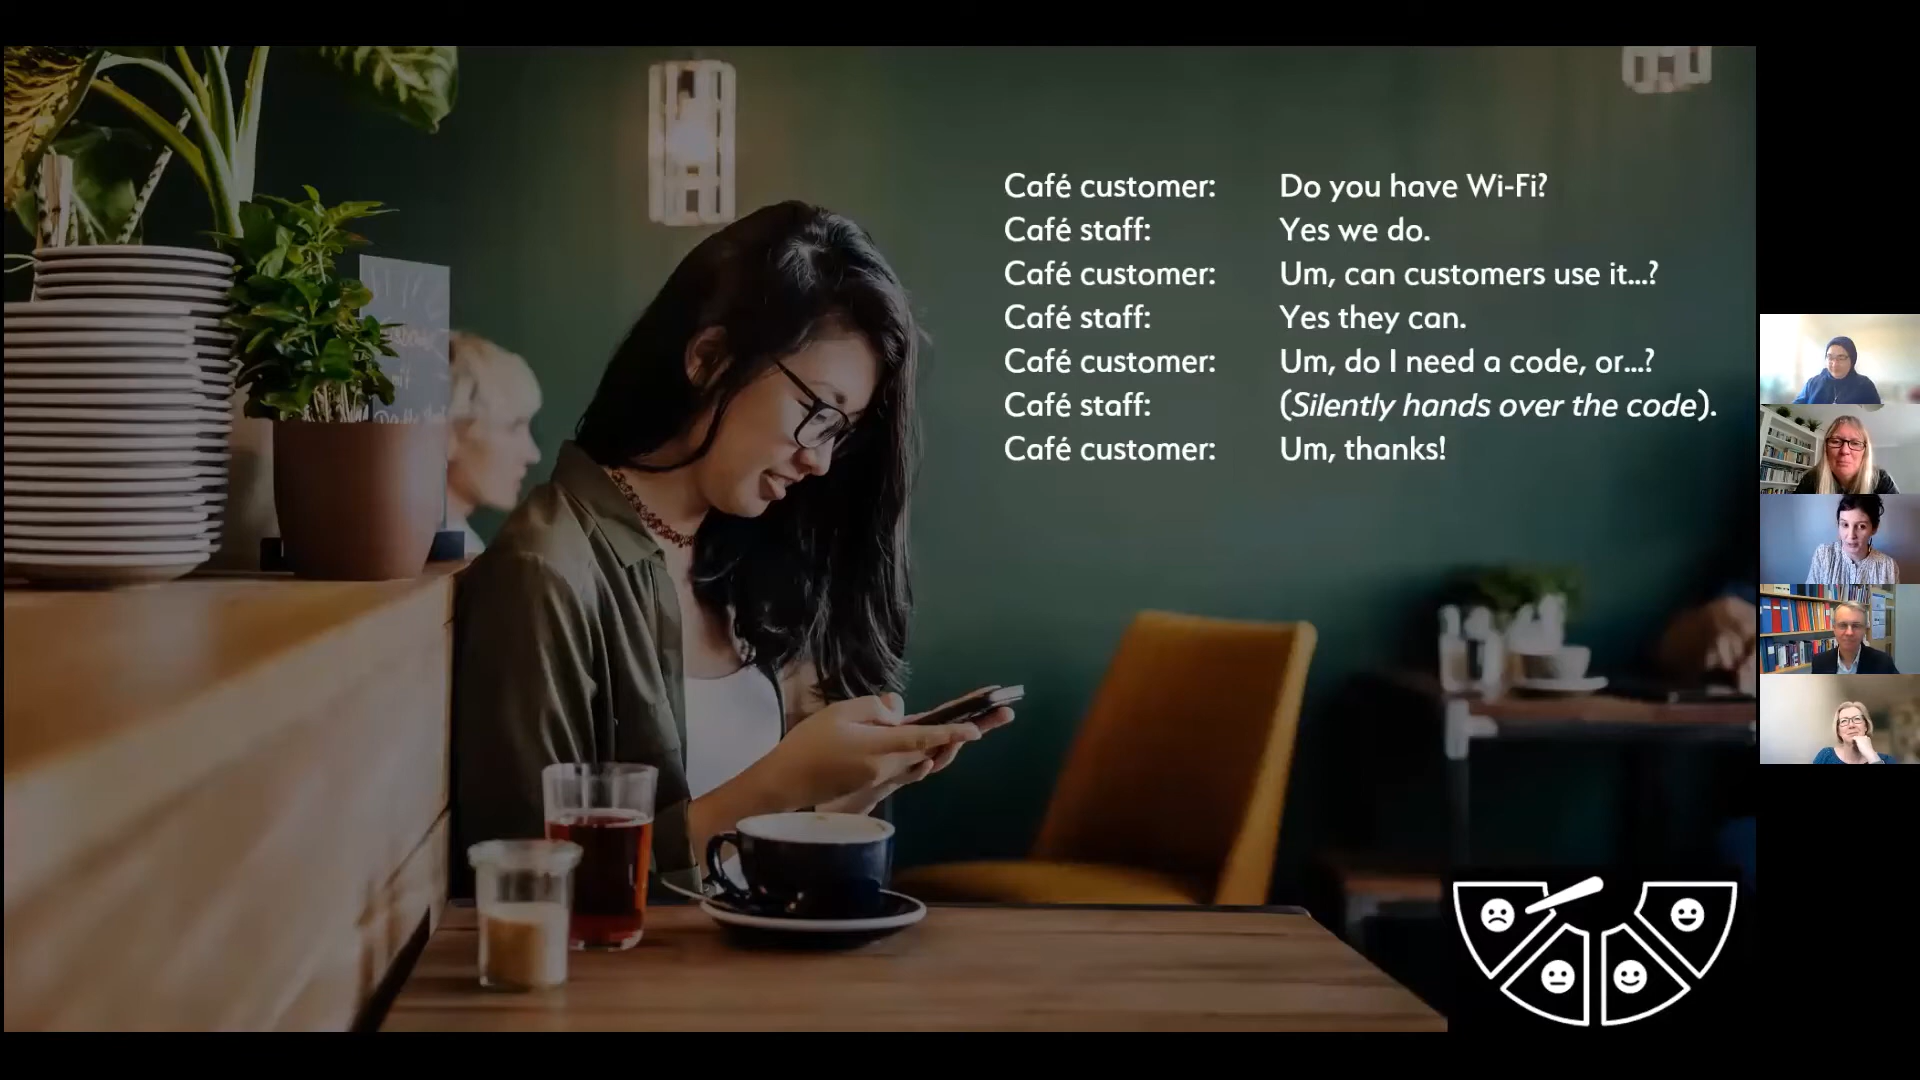 Café customer: Do you have Wi-Fi?
Café staff: Yes we do.
Café customer: Um, can customers use it...?
Café staff: Yes they can.
Café customer: Um, do I need a code, or...?
Café staff: (Silently hands over the code).
Café customer: Um, thanks!